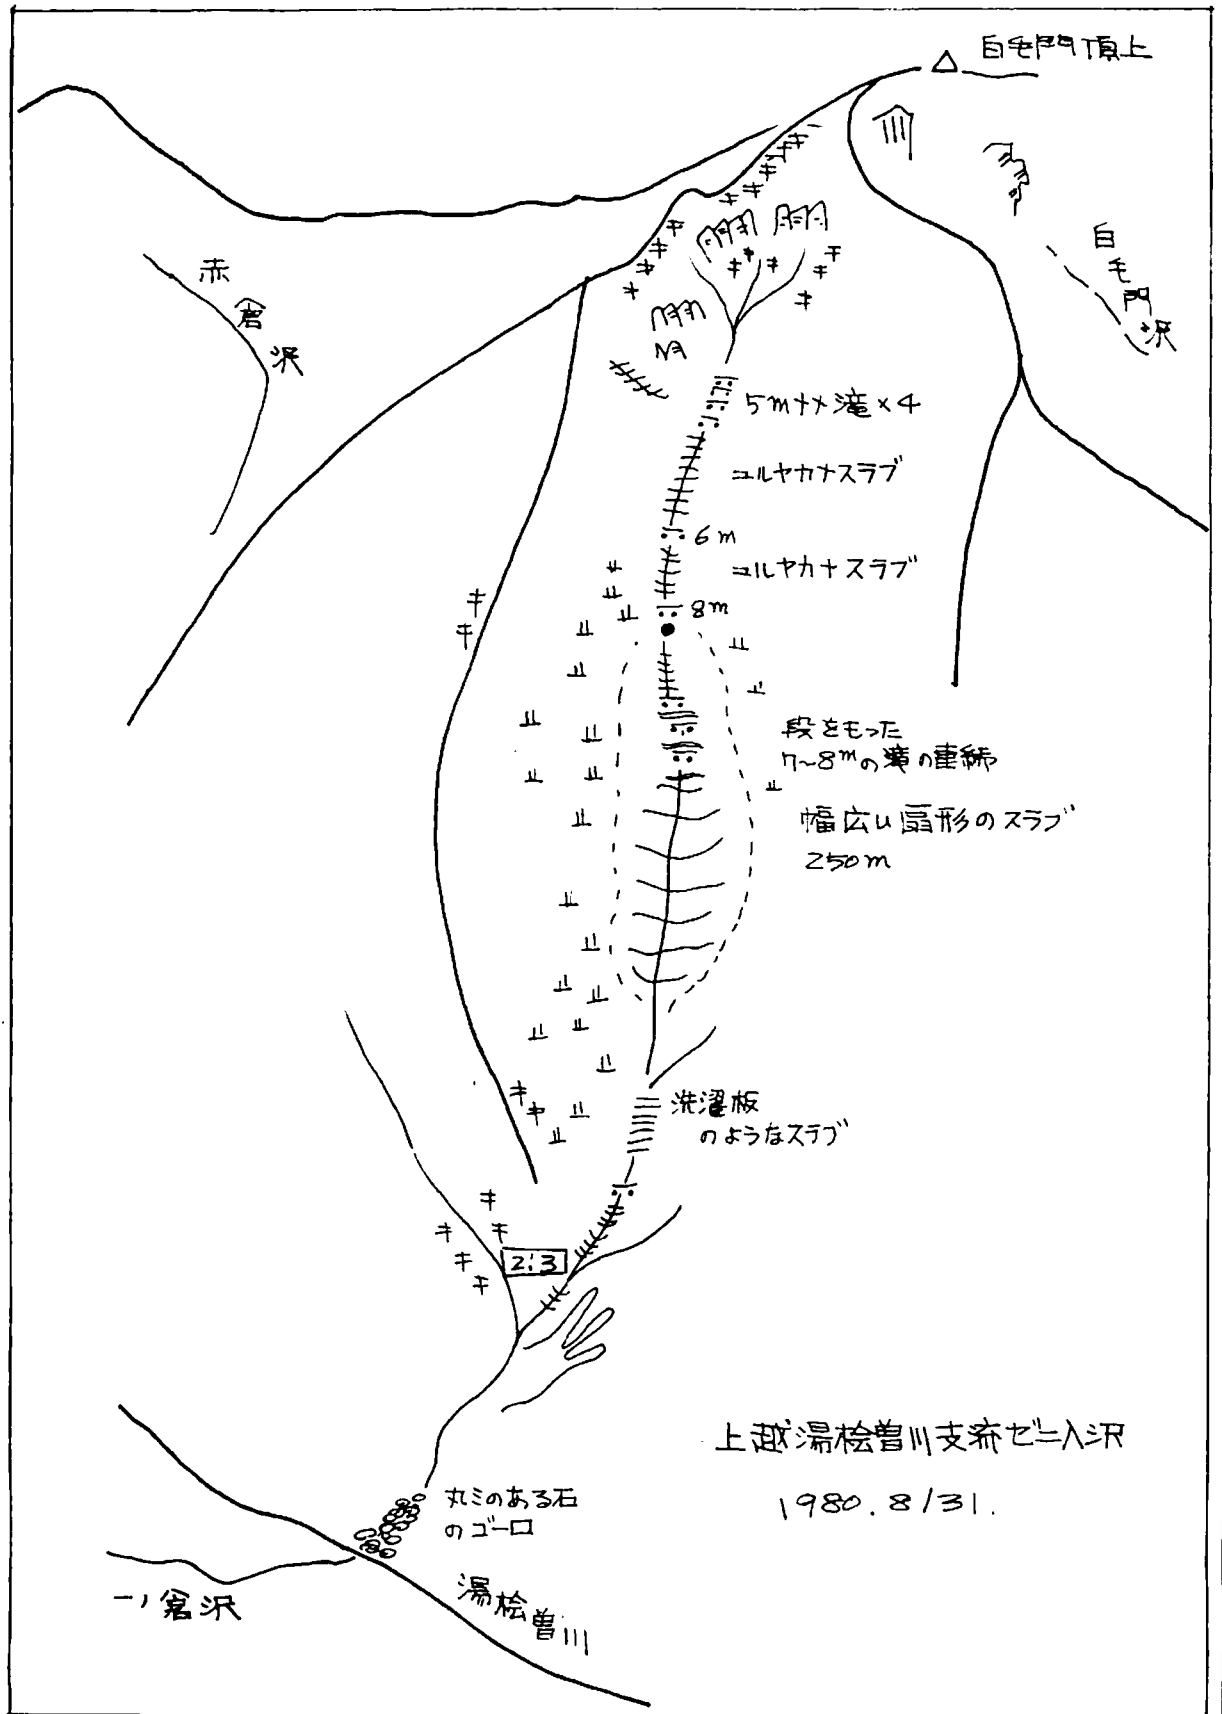 白毛門頂上
赤倉沢
白毛門沢
5mナメ滝×4
ユルヤカナスラブ
6m
ユルヤカナスラブ
8m
段をもった
7~8mの滝の連続
幅広い扇形のスラブ
250m
洗濯板
のようなスラブ
2:3
上越湯桧曽川支流ゼニ入沢
1980.8/31.
丸ミのある石
のゴーロ
一ノ倉沢
湯桧曽川